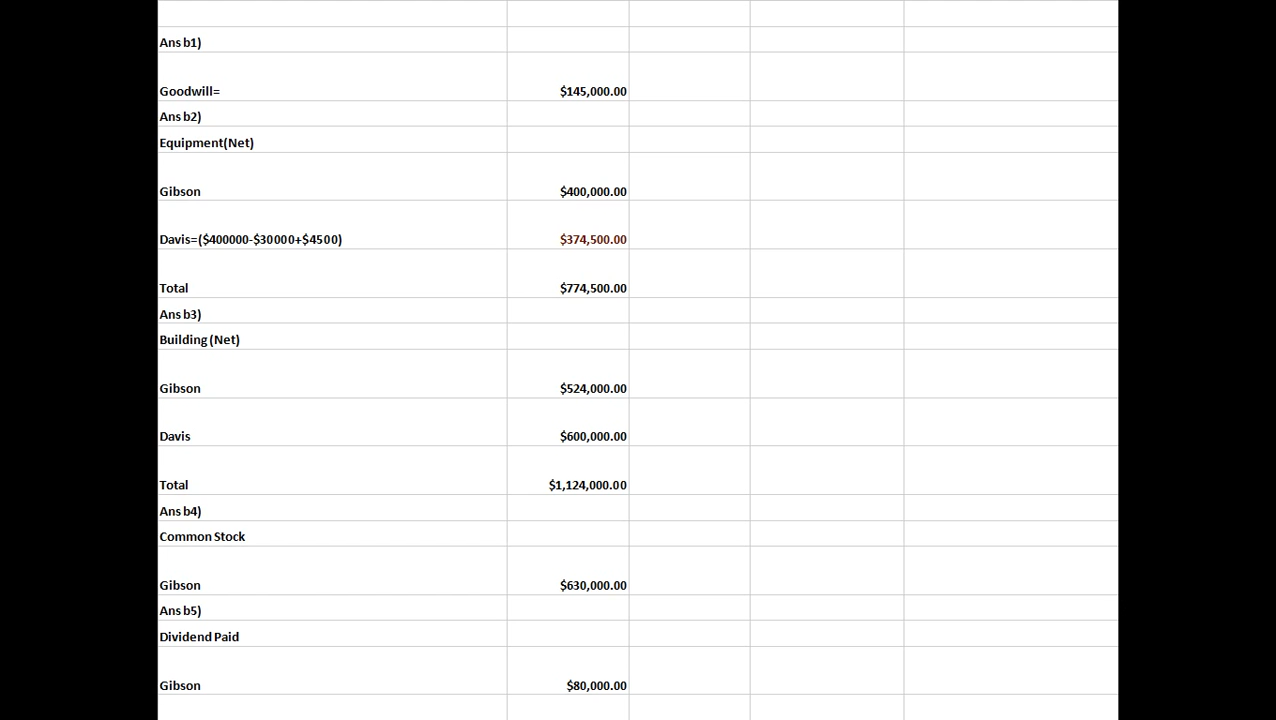 Ans b1)
Goodwill= $145,000.00
Ans b2)
Equipment(Net)
Gibson $400,000.00
Davis=($400000-$30000+$4500) $374,500.00
Total $774,500.00
Ans b3)
Building (Net)
Gibson $524,000.00
Davis $600,000.00
Total $1,124,000.00
Ans b4)
Common Stock
Gibson $630,000.00
Ans b5)
Dividend Paid
Gibson $80,000.00